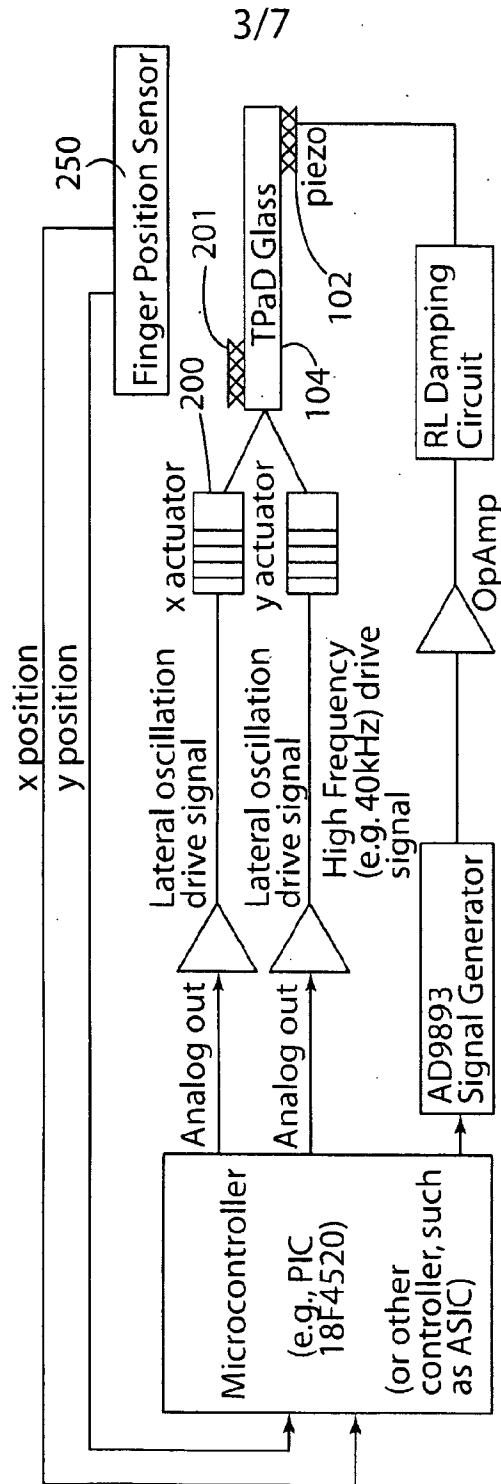 3/7
x position
y position
250
Finger Position Sensor
Microcontroller
(e.g., PIC
18F4520)
(or other
controller, such
as ASIC)
Analog out
Lateral oscillation
drive signal
x actuator
200
201
Analog out
Lateral oscillation
drive signal
y actuator
TPaD Glass
104
102
piezo
High Frequency
(e.g. 40kHz) drive
signal
AD9893
Signal Generator
OpAmp
RL Damping
Circuit